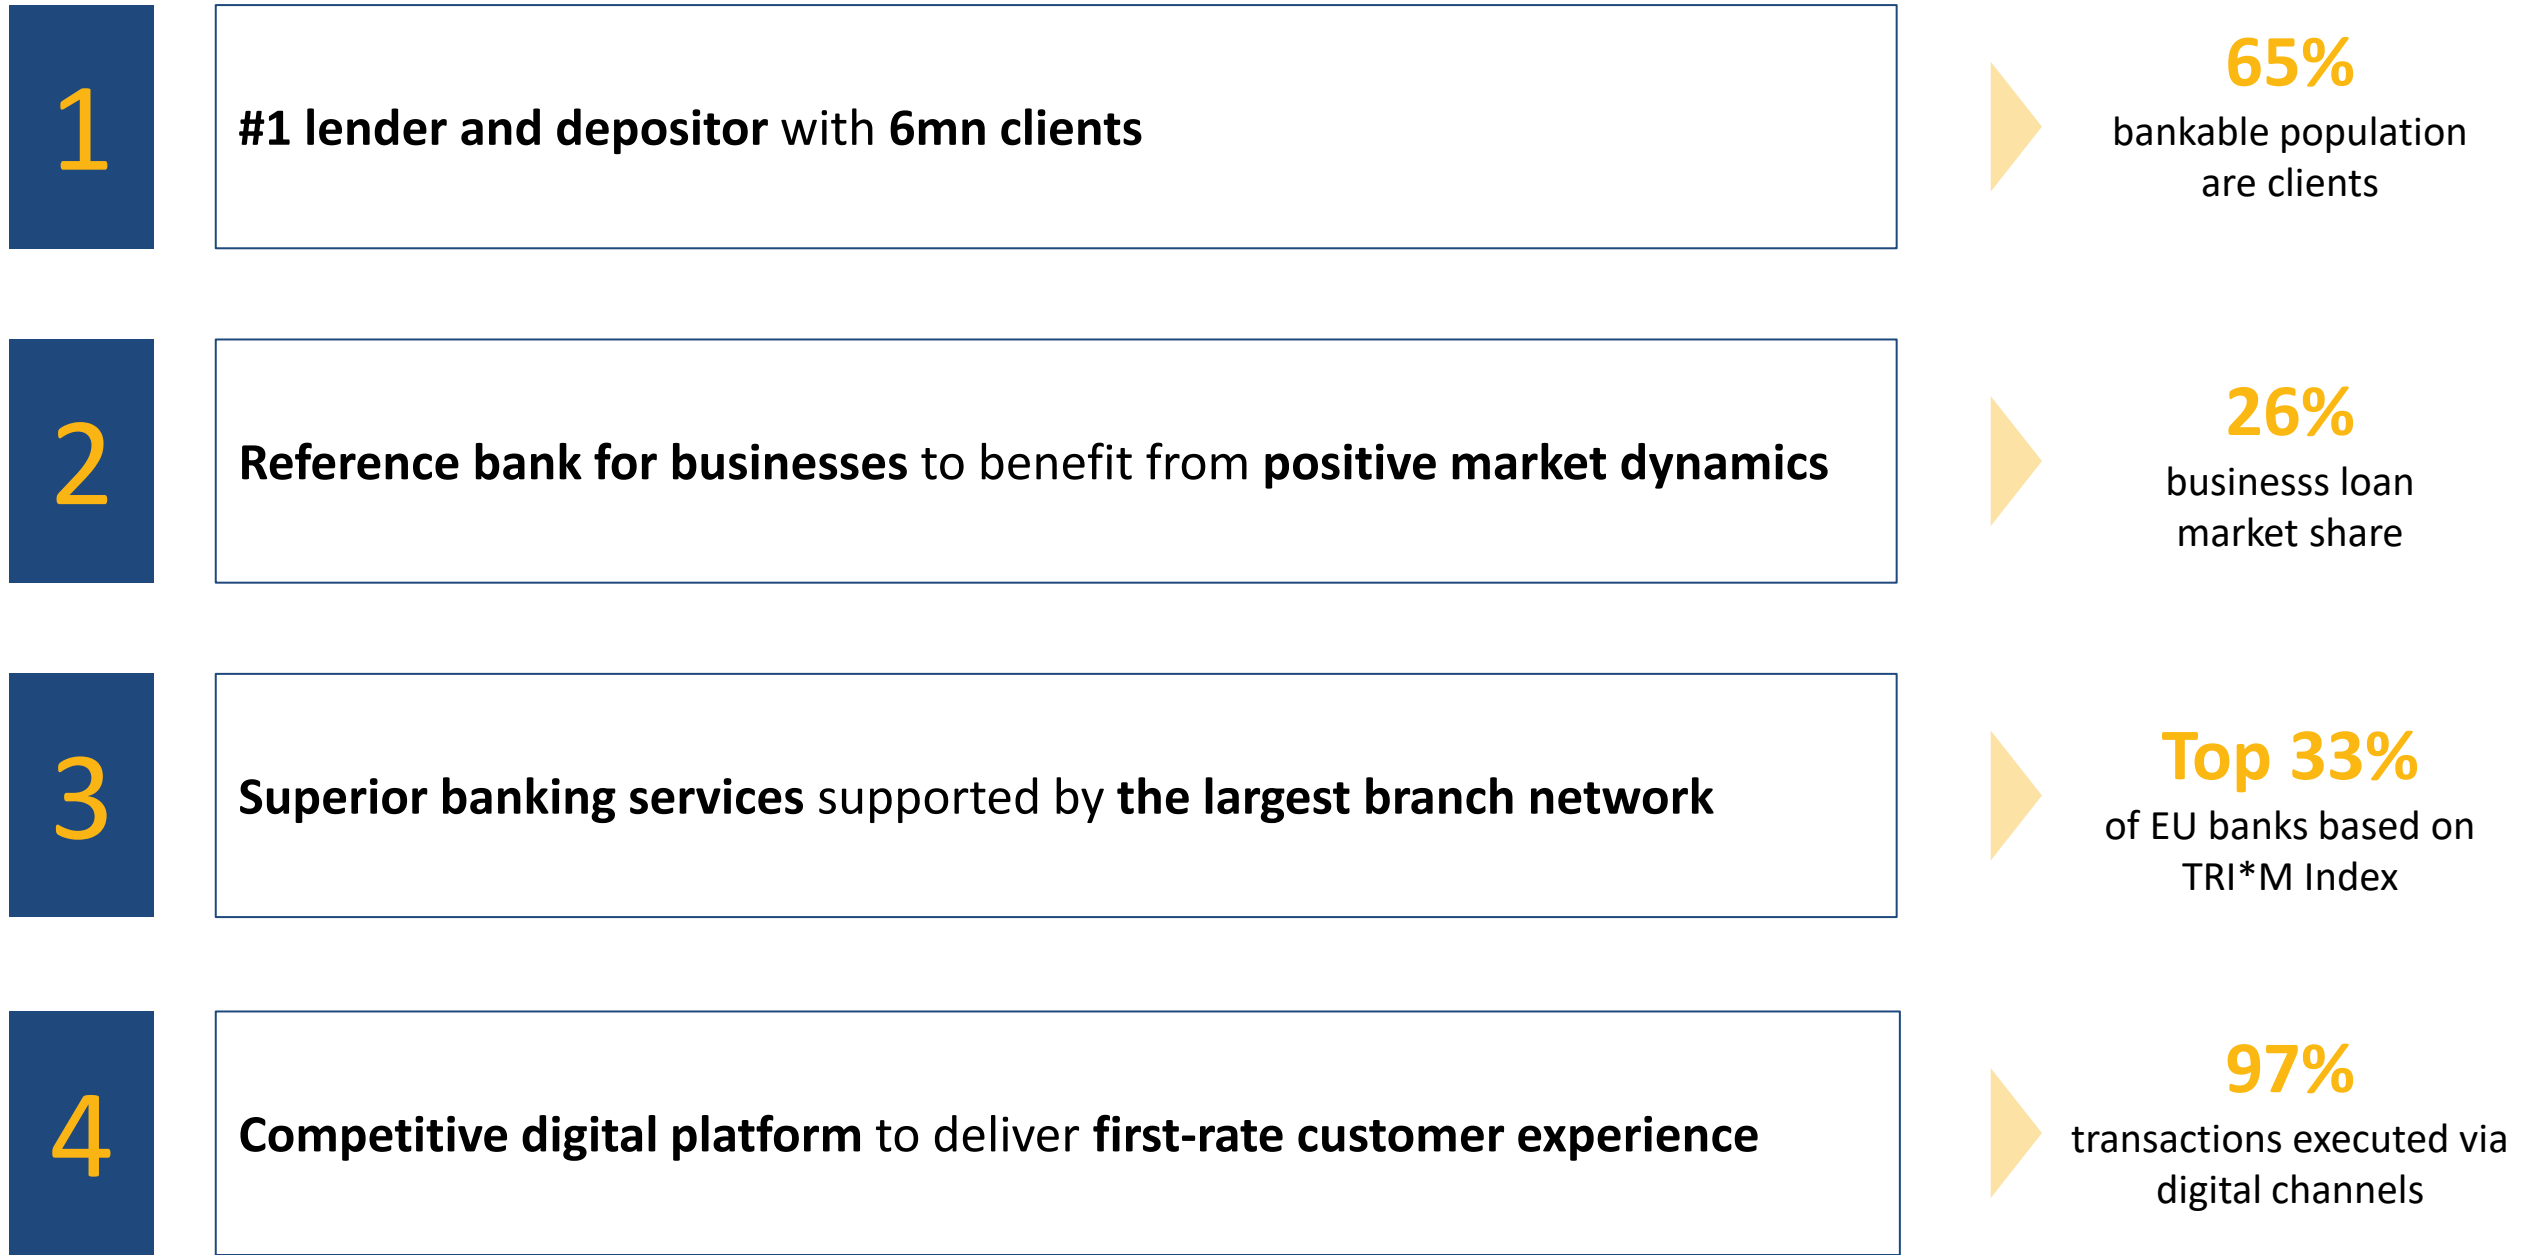 1
#1 lender and depositor with 6mn clients
65%
bankable population
are clients
2
Reference bank for businesses to benefit from positive market dynamics
26%
businesss loan
market share
3
Superior banking services supported by the largest branch network
Top 33%
of EU banks based on
TRI*M Index
4
Competitive digital platform to deliver first-rate customer experience
97%
transactions executed via
digital channels